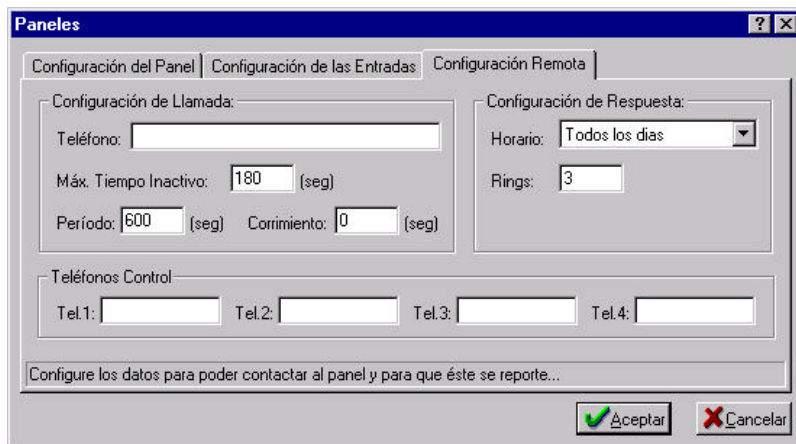 Paneles
Configuración del Panel Configuración de las Entradas Configuración Remota
Configuración de Llamada: Configuración de Respuesta:
Teléfono: Horario: Todos los dias
Máx. Tiempo Inactivo: 180 (seg) Rings: 3
Período: 600 (seg) Corrimiento: 0 (seg)
Teléfonos Control
Tel.1: Tel.2: Tel.3: Tel.4:
Configure los datos para poder contactar al panel y para que éste se reporte...
Aceptar Cancelar